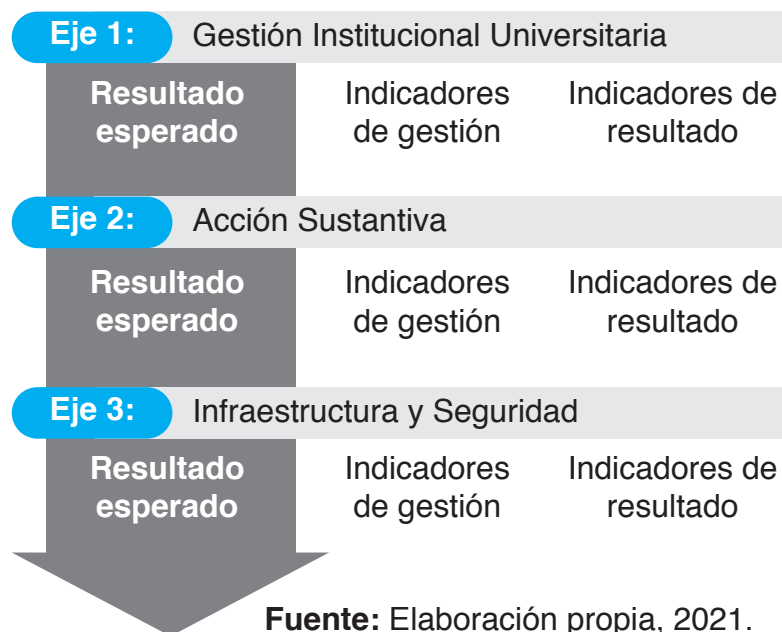 Eje 1: Gestión Institucional Universitaria
Resultado esperado
Indicadores de gestión
Indicadores de resultado
Eje 2: Acción Sustantiva
Resultado esperado
Indicadores de gestión
Indicadores de resultado
Eje 3: Infraestructura y Seguridad
Resultado esperado
Indicadores de gestión
Indicadores de resultado
Fuente: Elaboración propia, 2021.